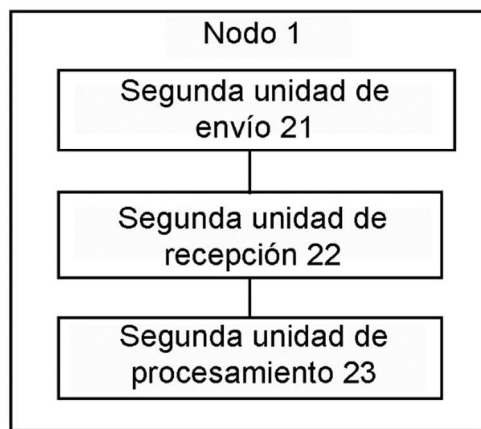 Nodo 1
Segunda unidad de
envío 21
Segunda unidad de
recepción 22
Segunda unidad de
procesamiento 23